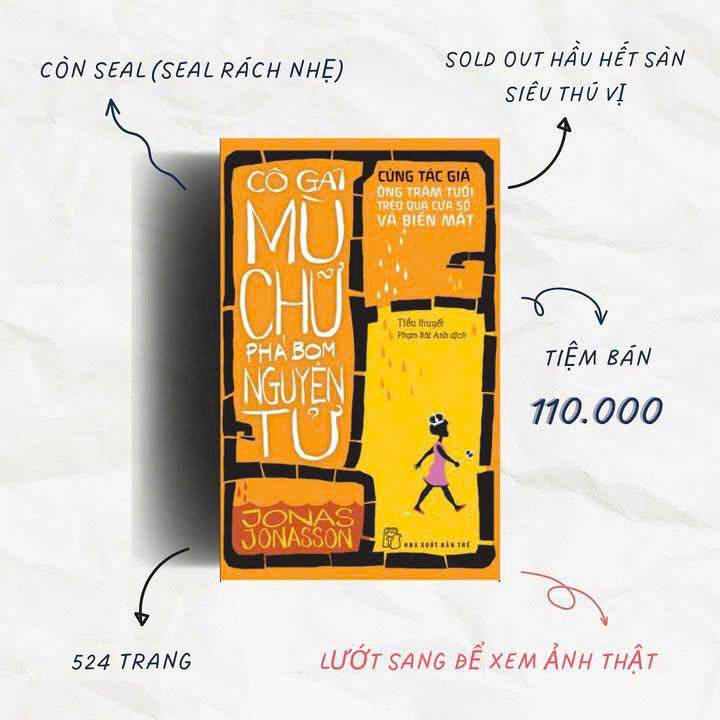 CÒN SEAL (SEAL RÁCH NHẸ)
SOLD OUT HẦU HẾT SÀN
SIÊU THÚ VỊ
CÔ GÁI
MÙ
CHỮ
PHÁ BOM
NGUYÊN
TỬ
CÙNG TÁC GIẢ
ÔNG TRĂM TUỔI
TRÈO QUA CỬA SỔ
VÀ BIẾN MẤT
Tiểu thuyết
Phạm Hải Anh dịch
JONAS
JONASSON
NHÀ XUẤT BẢN TRẺ
TIỆM BÁN
110.000
524 TRANG
LƯỚT SANG ĐỂ XEM ẢNH THẬT